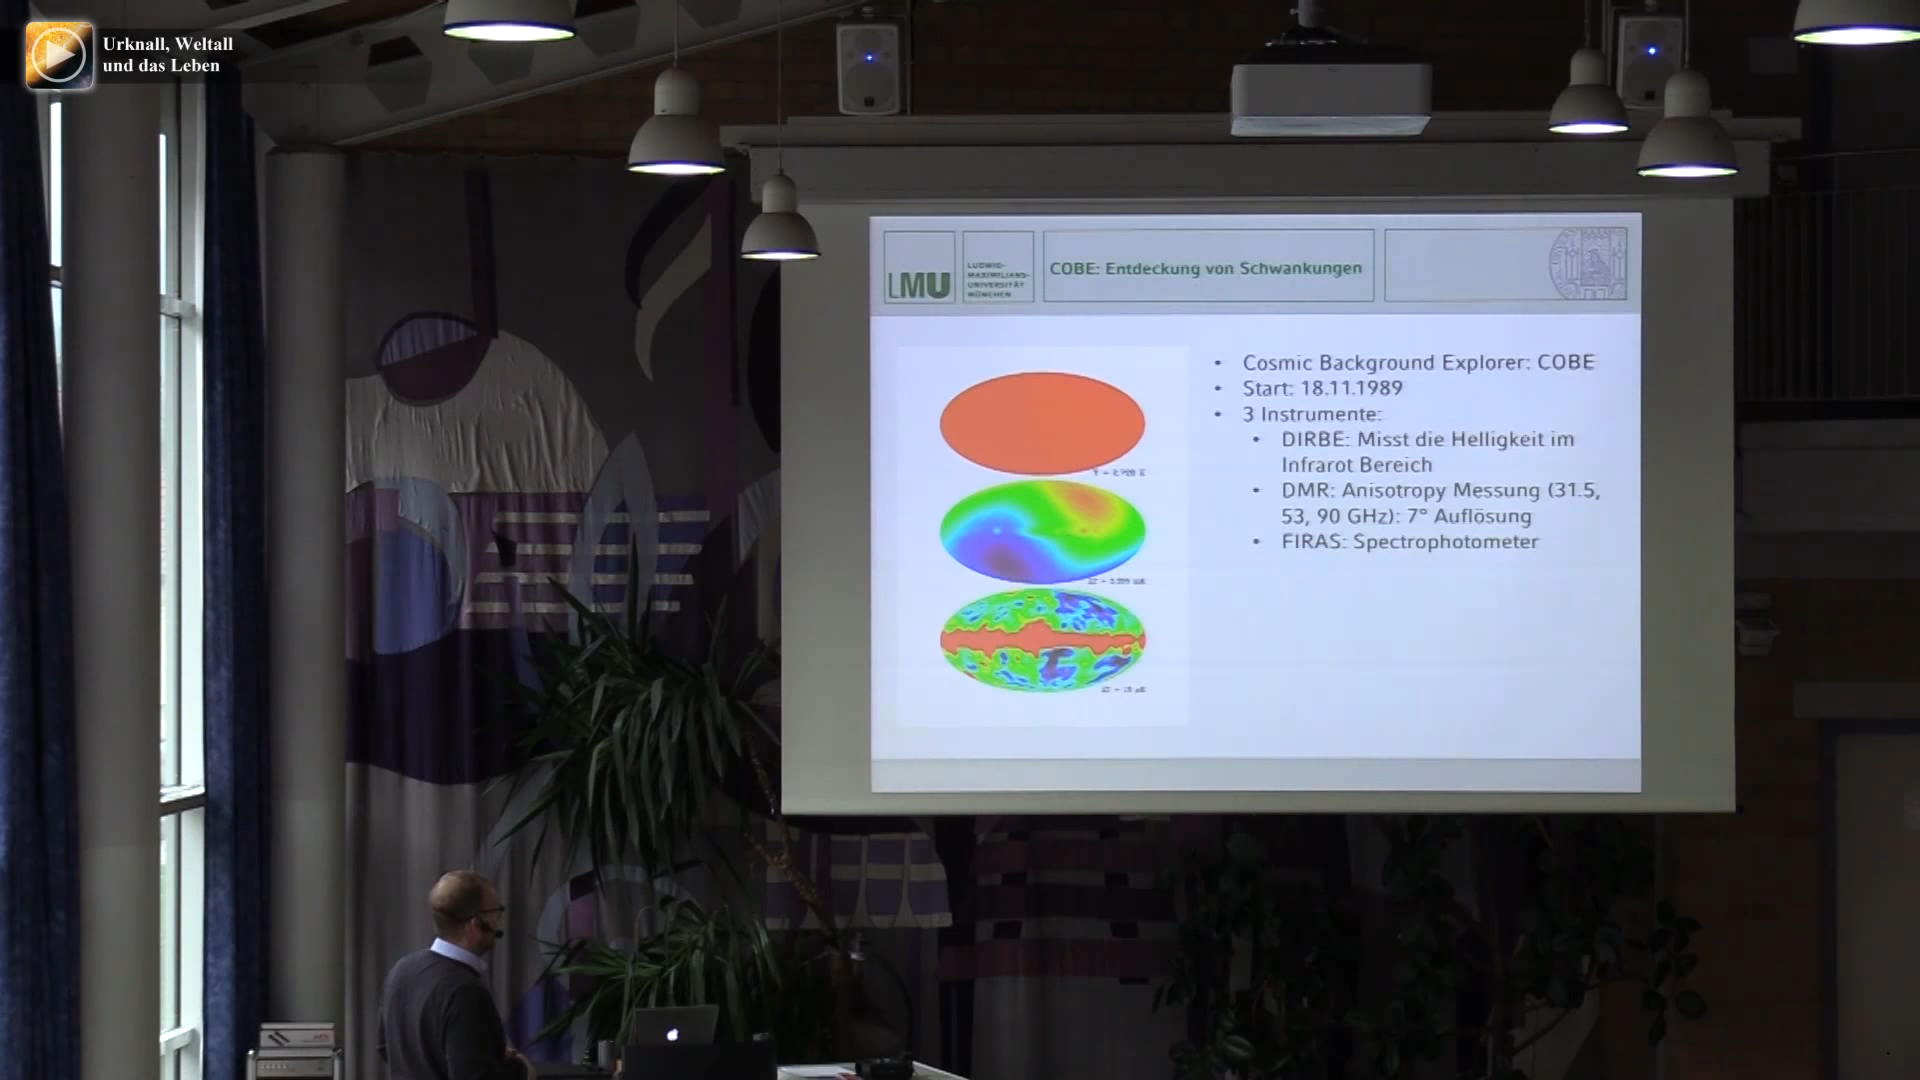 Urknall, Weltall
und das Leben
LMU
LUDWIG-
MAXIMILIANS-
UNIVERSITÄT
MÜNCHEN
COBE: Entdeckung von Schwankungen
• Cosmic Background Explorer: COBE
• Start: 18.11.1989
• 3 Instrumente:
• DIRBE: Misst die Helligkeit im
Infrarot Bereich
• DMR: Anisotropy Messung (31.5,
53, 90 GHz): 7° Auflösung
• FIRAS: Spectrophotometer